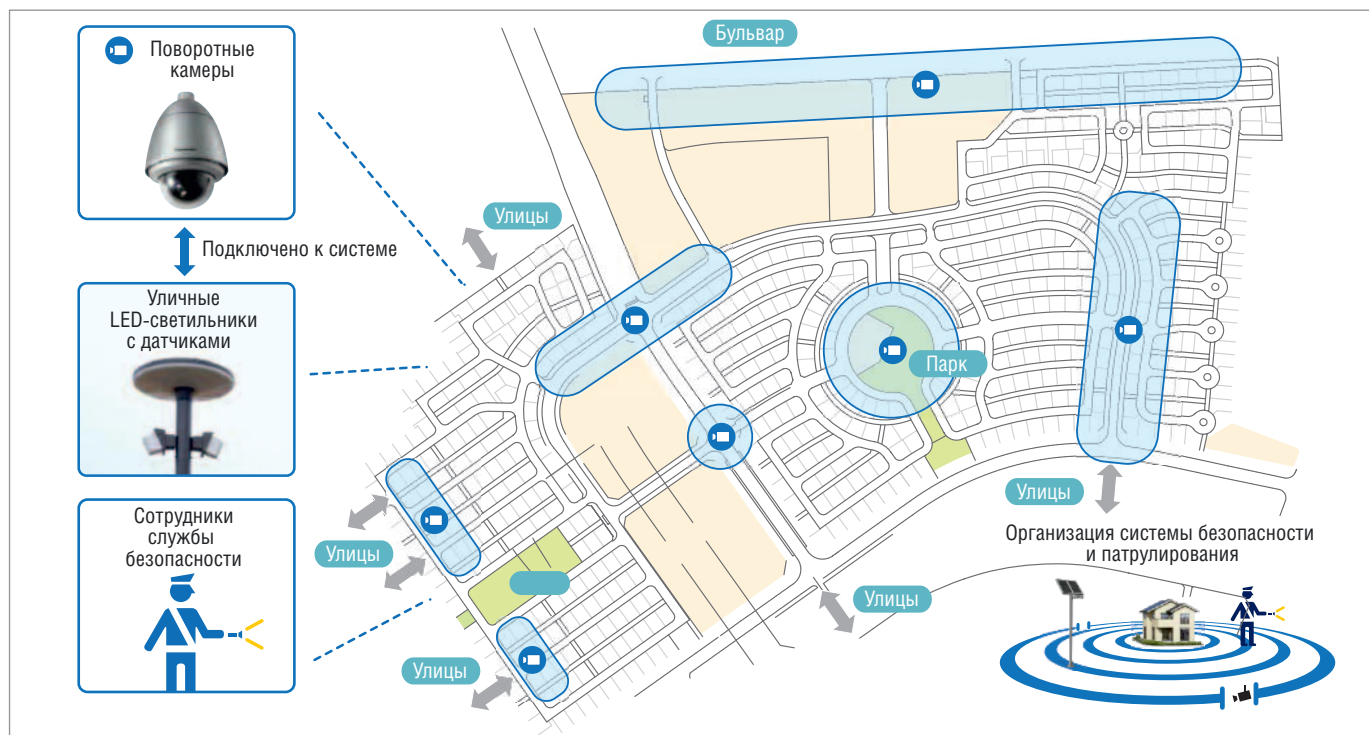 Поворотные
камеры
Подключено к системе
Уличные
LED-светильники
с датчиками
Сотрудники
службы
безопасности
Бульвар
Улицы
Парк
Улицы
Улицы
Улицы
Улицы
Организация системы безопасности
и патрулирования